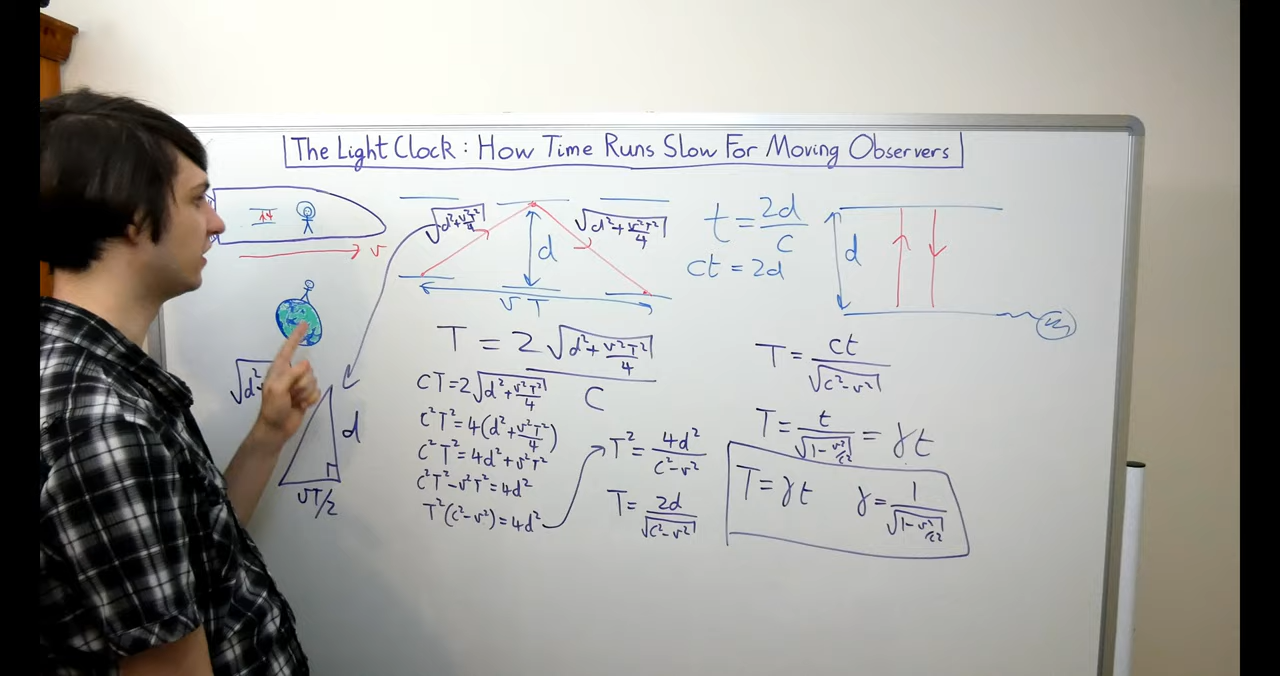 The Light Clock: How Time Runs Slow For Moving Observers
v
√(d²+v²T²/4)
√(d²+v²T²/4)
d
vT
t = 2d/c
ct = 2d
d
T = 2√(d²+v²T²/4)/c
cT=2√(d²+v²T²/4)
c²T²=4(d²+v²T²/4)
c²T²=4d²+v²T²
c²T²-v²T²=4d²
T²(c²-v²)=4d²
√d²
d
vT/2
T²=4d²/(c²-v²)
T=2d/√(c²-v²)
T=ct/√(c²-v²)
T=t/√(1-v²/c²) = γt
T=γt
γ=1/√(1-v²/c²)